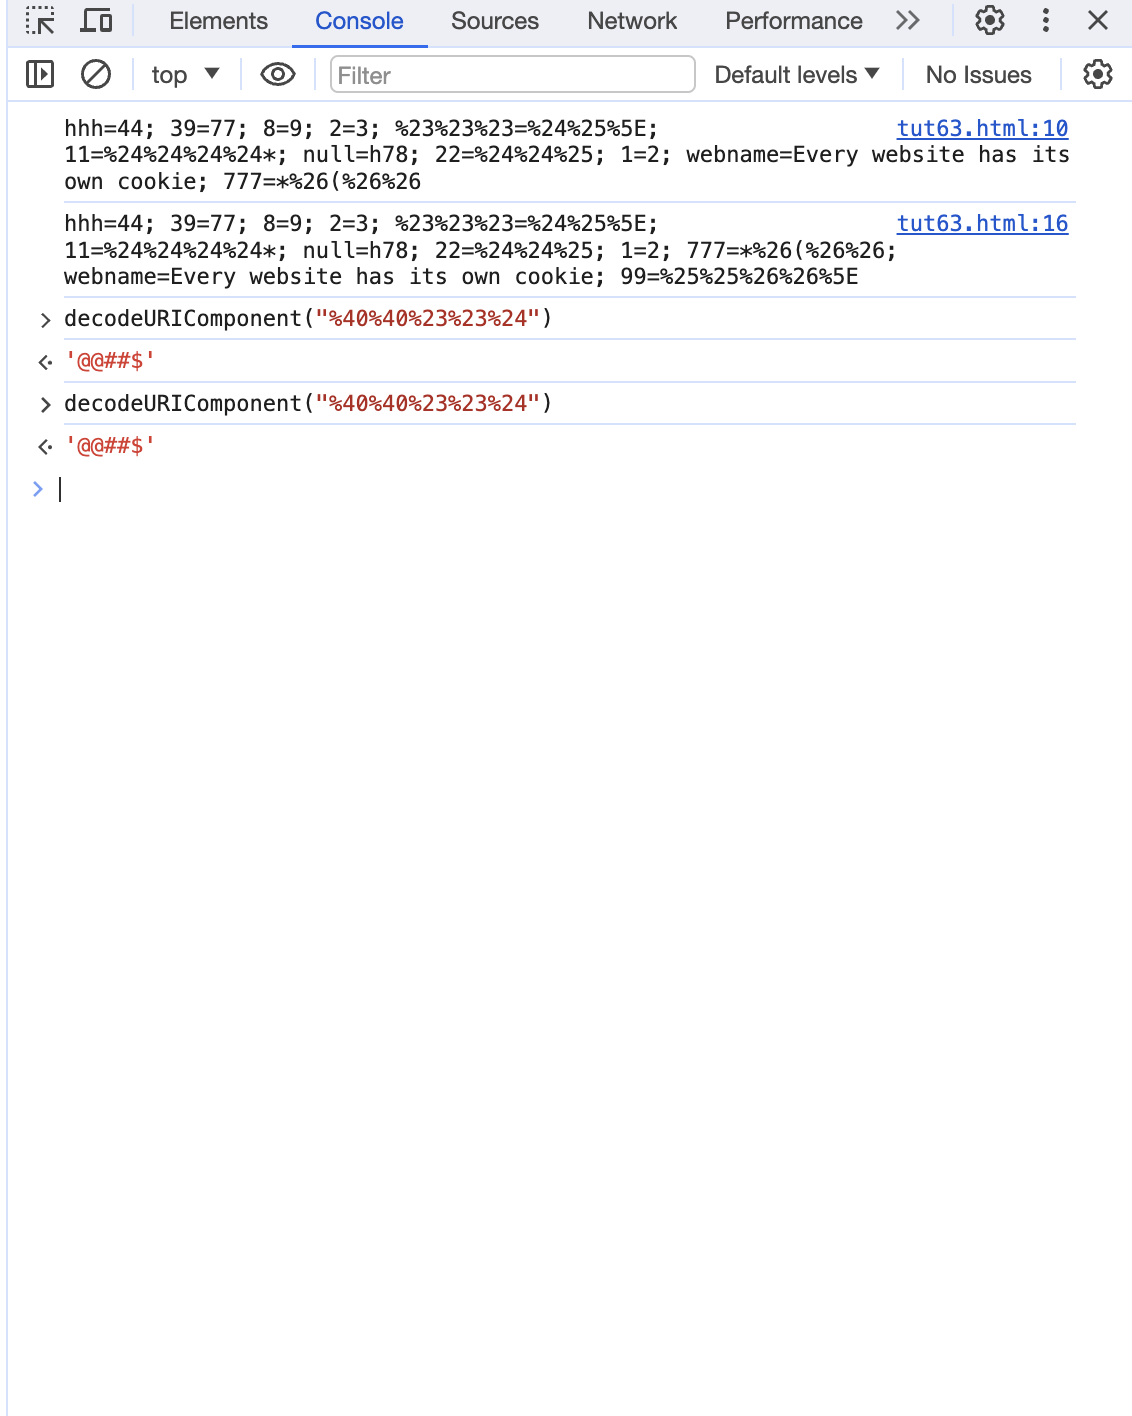 Elements Console Sources Network Performance
top Filter Default levels No Issues
hhh=44; 39=77; 8=9; 2=3; %23%23%23=%24%25%5E; tut63.html:10
11=%24%24%24%24*; null=h78; 22=%24%24%25; 1=2; webname=Every website has its
own cookie; 777=*%26(%26%26
hhh=44; 39=77; 8=9; 2=3; %23%23%23=%24%25%5E; tut63.html:16
11=%24%24%24%24*; null=h78; 22=%24%24%25; 1=2; 777=*%26(%26%26;
webname=Every website has its own cookie; 99=%25%25%26%26%5E
decodeURIComponent("%40%40%23%23%24")
'@@##$'
decodeURIComponent("%40%40%23%23%24")
'@@##$'